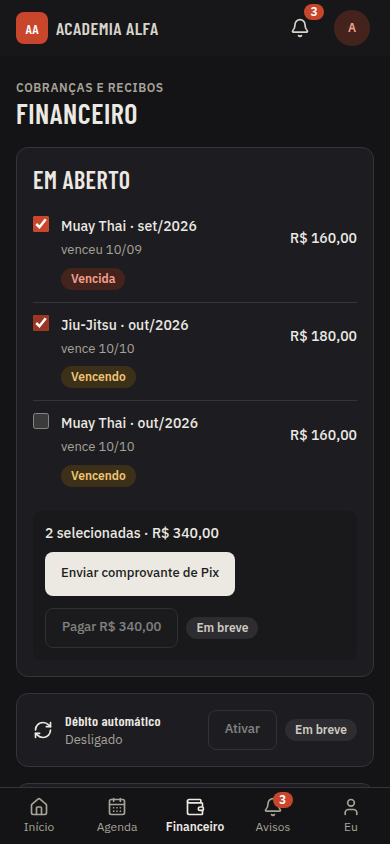 AA ACADEMIA ALFA 3 A
COBRANÇAS E RECIBOS
FINANCEIRO
EM ABERTO
Muay Thai · set/2026
R$ 160,00
venceu 10/09
Vencida
Jiu-Jitsu · out/2026
R$ 180,00
vence 10/10
Vencendo
Muay Thai · out/2026
R$ 160,00
vence 10/10
Vencendo
2 selecionadas · R$ 340,00
Enviar comprovante de Pix
Pagar R$ 340,00 Em breve
Débito automático
Desligado
Ativar Em breve
3
Início Agenda Financeiro Avisos Eu